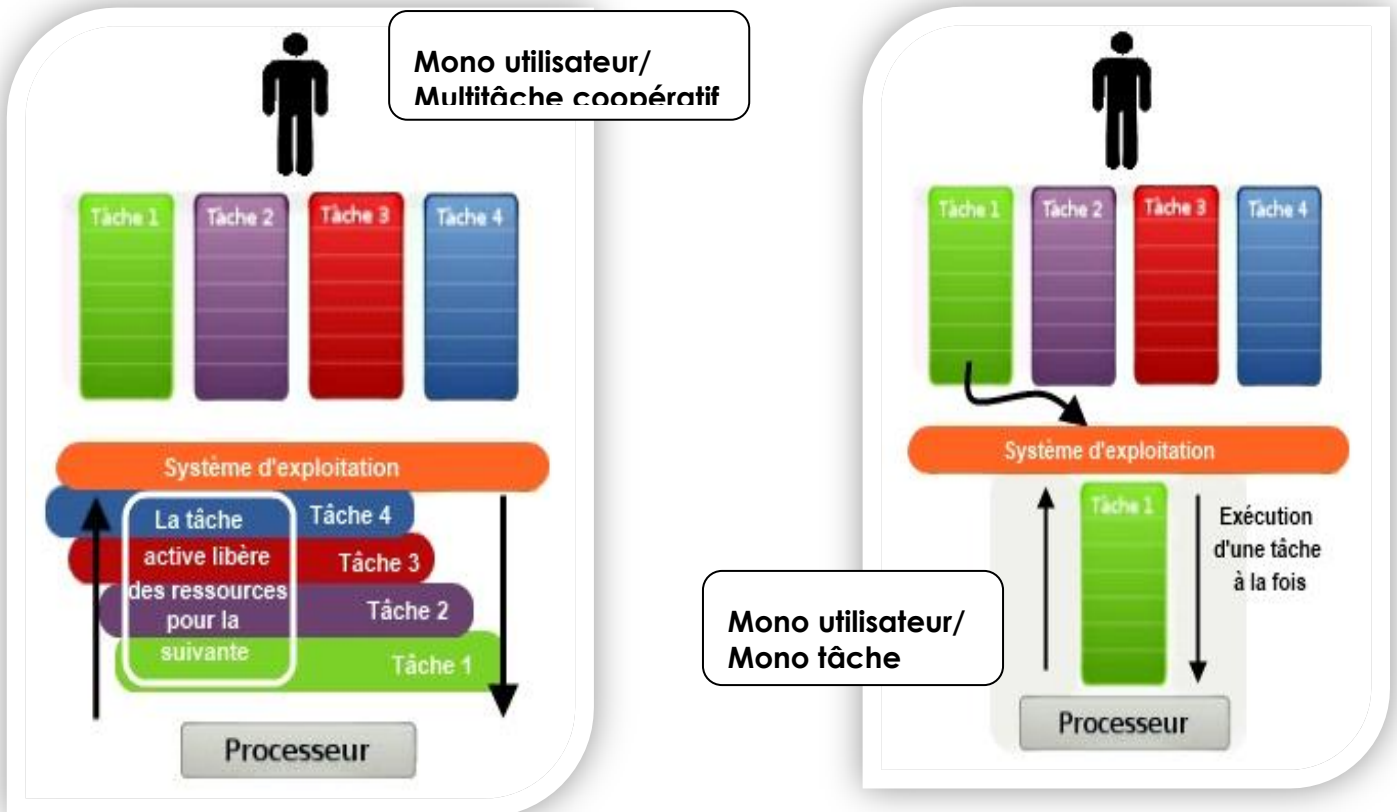 Mono utilisateur/
Multitâche coopératif
Tâche 1
Tâche 2
Tâche 3
Tâche 4
Système d'exploitation
La tâche
active libère
des ressources
pour la
suivante
Tâche 4
Tâche 3
Tâche 2
Tâche 1
Processeur
Tâche 1
Tâche 2
Tâche 3
Tâche 4
Système d'exploitation
Tâche 1
Exécution
d'une tâche
à la fois
Mono utilisateur/
Mono tâche
Processeur